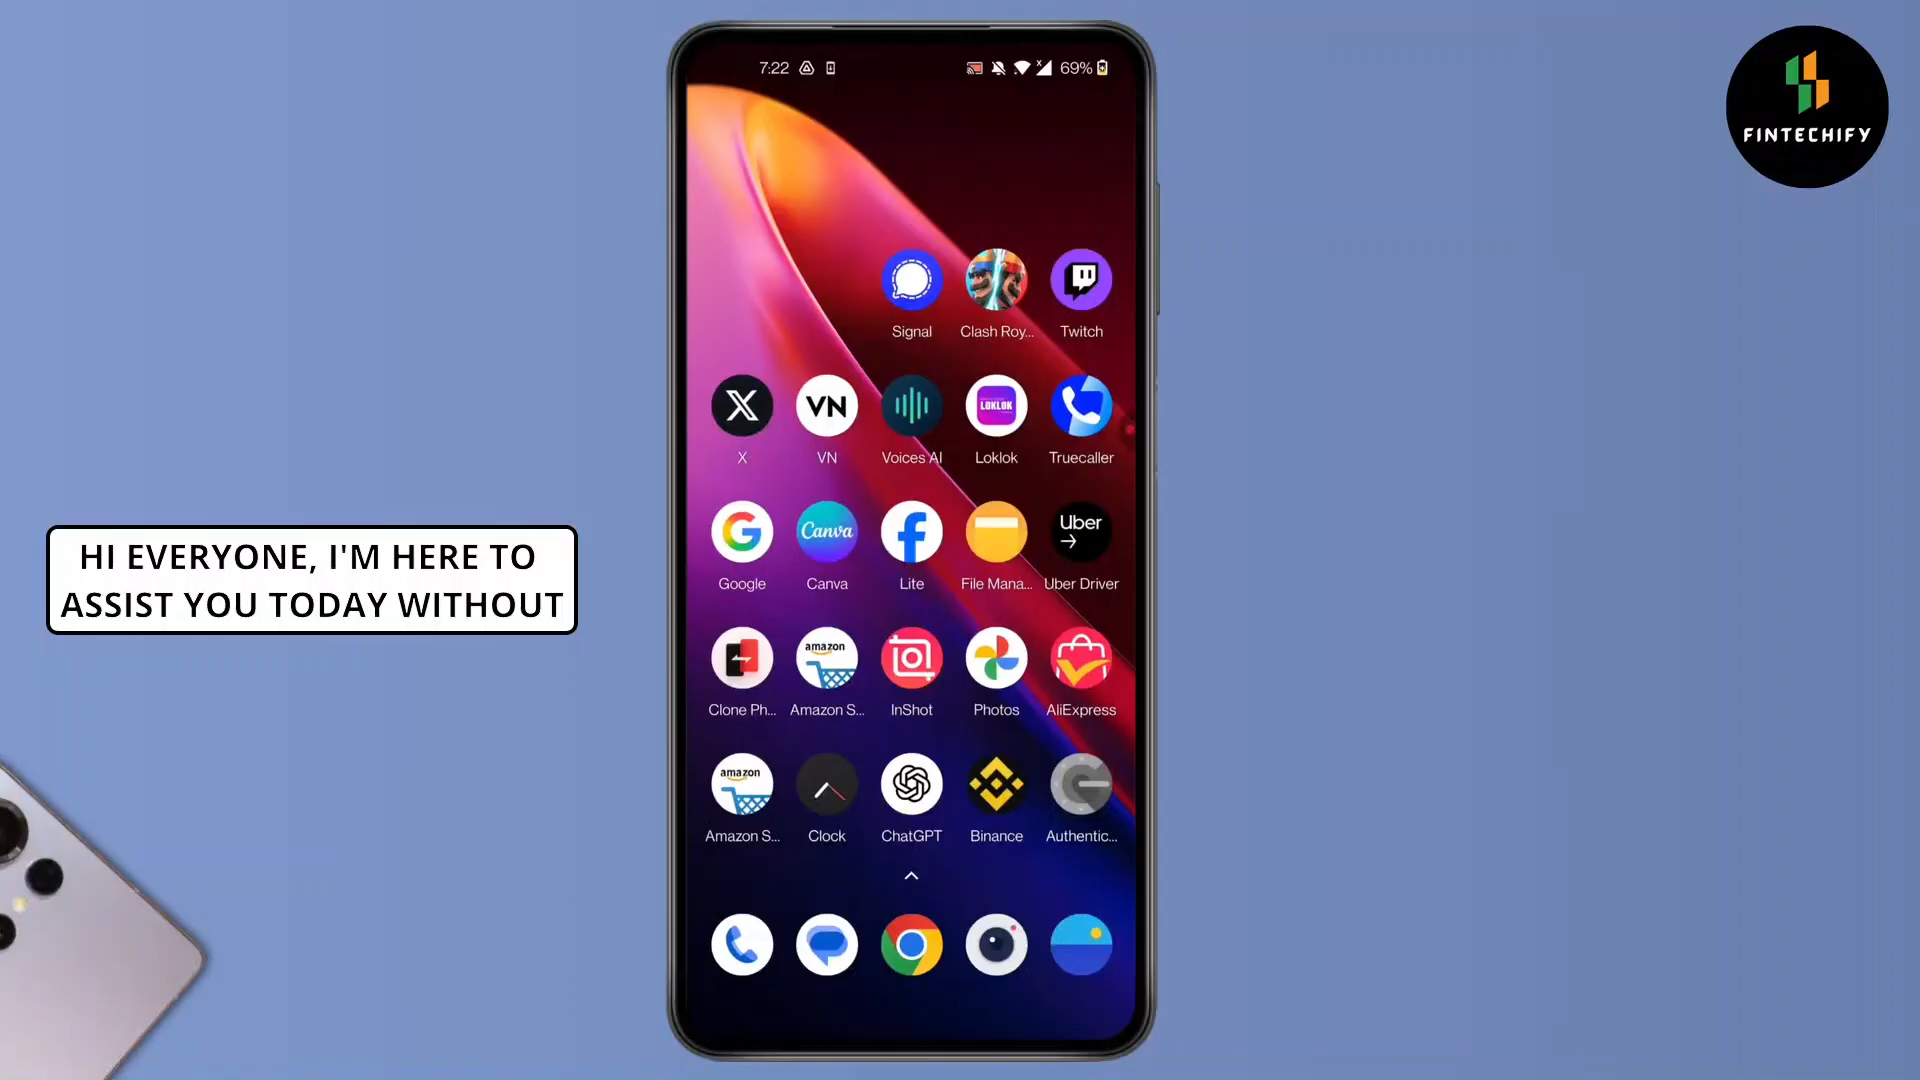 7:22
69%
FINTECHIFY
Signal
Clash Roy...
Twitch
VN
LOKLOK
X
VN
Voices AI
Loklok
Truecaller
Canva
Uber
Google
Canva
Lite
File Mana...
Uber Driver
HI EVERYONE, I'M HERE TO
ASSIST YOU TODAY WITHOUT
amazon
Clone Ph...
Amazon S...
InShot
Photos
AliExpress
amazon
Amazon S...
Clock
ChatGPT
Binance
Authentic...